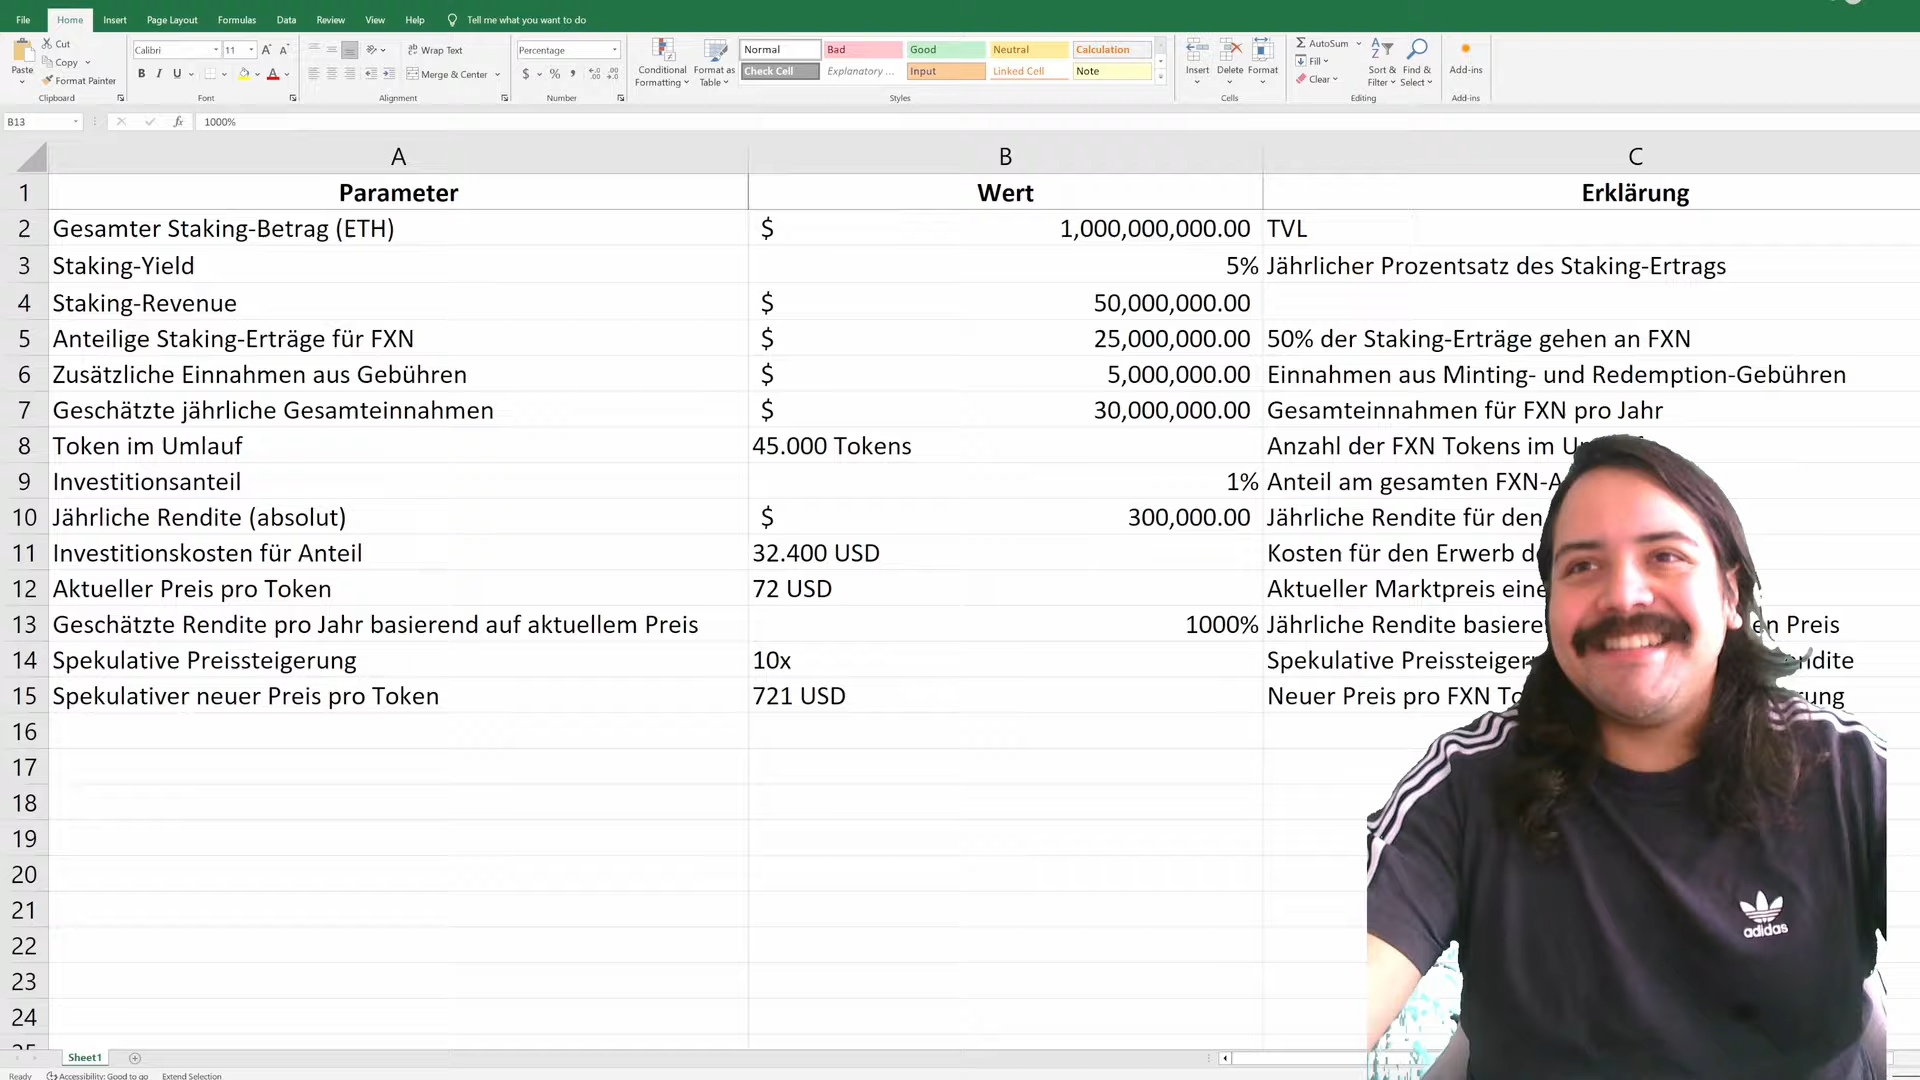 File Home Insert Page Layout Formulas Data Review View Help Tell me what you want to do
Paste Cut Copy Format Painter Clipboard
Calibri 11 B I U Font
Wrap Text Merge & Center Alignment
Percentage $ % Number
Conditional Formatting Format as Table
Normal Bad Good Neutral Calculation
Check Cell Explanatory ... Input Linked Cell Note
Styles
Insert Delete Format Cells
AutoSum Fill Clear Sort & Filter Find & Select Editing
Add-ins Add-ins
B13 fx 1000%
A B C
1 Parameter Wert Erklärung
2 Gesamter Staking-Betrag (ETH) $ 1,000,000,000.00 TVL
3 Staking-Yield 5% Jährlicher Prozentsatz des Staking-Ertrags
4 Staking-Revenue $ 50,000,000.00
5 Anteilige Staking-Erträge für FXN $ 25,000,000.00 50% der Staking-Erträge gehen an FXN
6 Zusätzliche Einnahmen aus Gebühren $ 5,000,000.00 Einnahmen aus Minting- und Redemption-Gebühren
7 Geschätzte jährliche Gesamteinnahmen $ 30,000,000.00 Gesamteinnahmen für FXN pro Jahr
8 Token im Umlauf 45.000 Tokens Anzahl der FXN Tokens im
9 Investitionsanteil 1% Anteil am gesamten
10 Jährliche Rendite (absolut) $ 300,000.00 Jährliche Rendite für den
11 Investitionskosten für Anteil 32.400 USD Kosten für den Erwerb
12 Aktueller Preis pro Token 72 USD Aktueller Marktpreis
13 Geschätzte Rendite pro Jahr basierend auf aktuellem Preis 1000% Jährliche Rendite Preis
14 Spekulative Preissteigerung 10x Spekulative
15 Spekulativer neuer Preis pro Token 721 USD Neuer Preis pro FXN
16
17
18
19
20
21
22
23
24
adidas
Sheet1
Ready Accessibility: Good to go Extend Selection